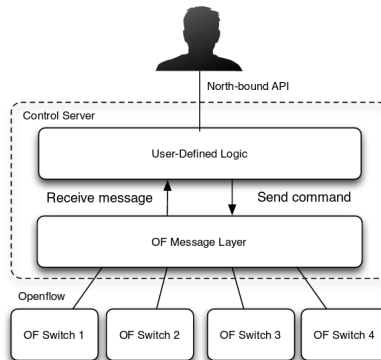 North-bound API
Control Server
User-Defined Logic
Receive message
Send command
OF Message Layer
Openflow
OF Switch 1
OF Switch 2
OF Switch 3
OF Switch 4